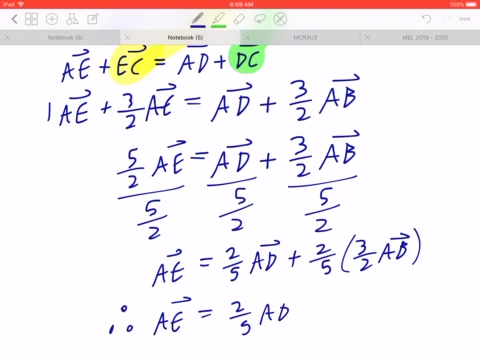 iPad
8:09 AM
100%
Notebook (6)
Notebook (5)
MCR3U5
MEL 2019 - 2020
AE⃗ + EC⃗ = AD⃗ + DC⃗
1AE⃗ + 3/2 AE⃗ = AD⃗ + 3/2 AB⃗
5/2 AE⃗ = AD⃗ + 3/2 AB⃗
5/2 5/2 5/2
AE⃗ = 2/5 AD⃗ + 2/5 (3/2 AB⃗)
∴ AE⃗ = 2/5 AD